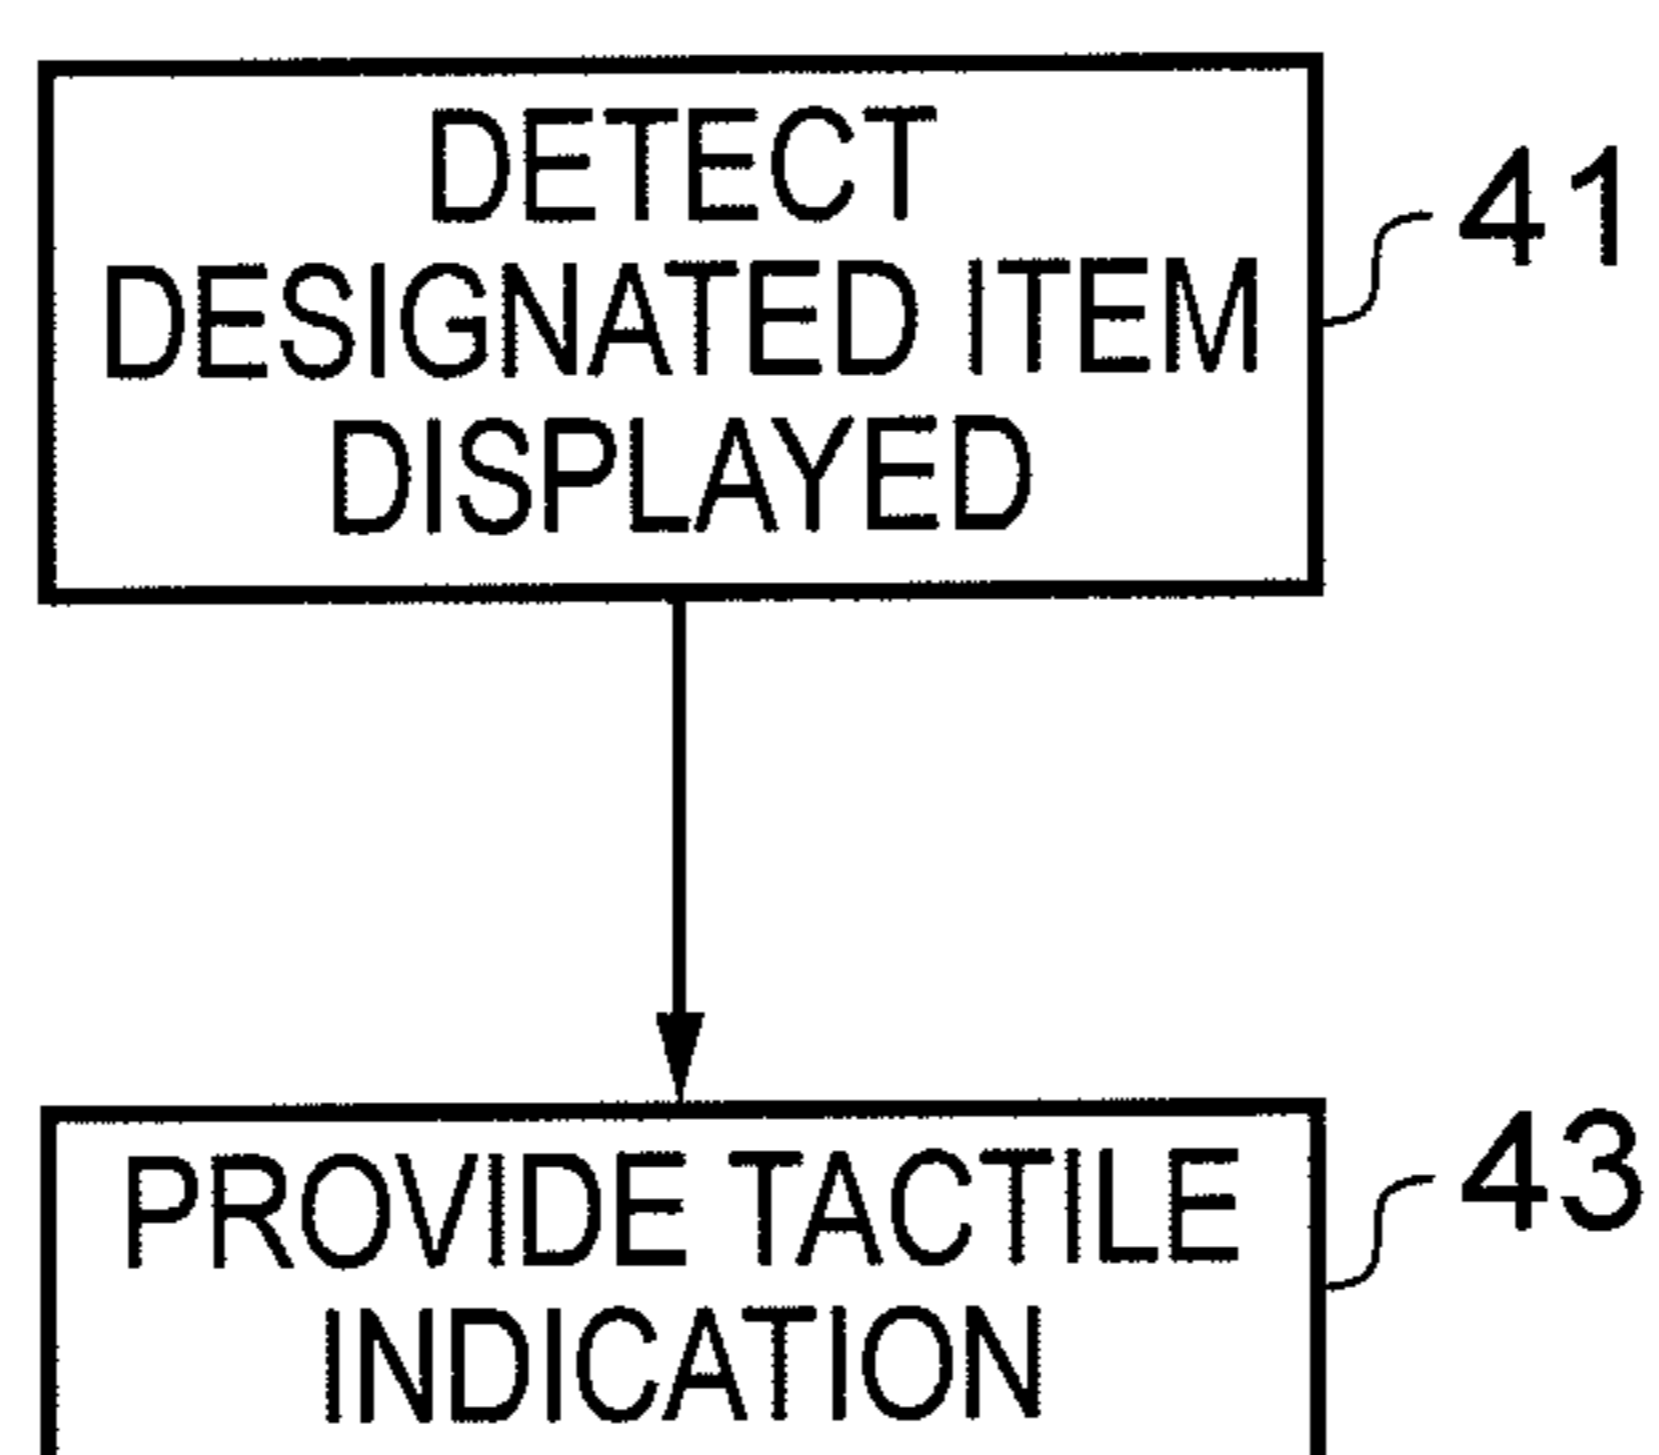 DETECT
DESIGNATED ITEM
DISPLAYED
41
PROVIDE TACTILE
INDICATION
43